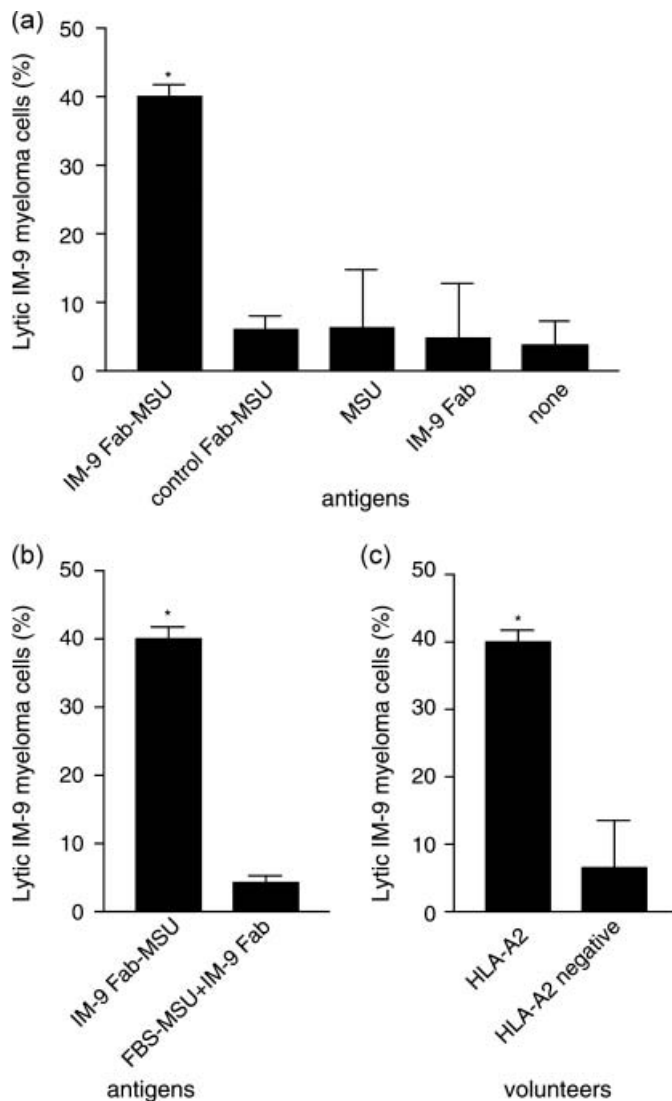 (a)
50
40
30
20
10
0
Lytic IM-9 myeloma cells (%)
*
IM-9 Fab-MSU
control Fab-MSU
MSU
IM-9 Fab
none
antigens
(b)
50
40
30
20
10
0
Lytic IM-9 myeloma cells (%)
*
IM-9 Fab-MSU
FBS-MSU+IM-9 Fab
antigens
(c)
50
40
30
20
10
0
Lytic IM-9 myeloma cells (%)
*
HLA-A2
HLA-A2 negative
volunteers